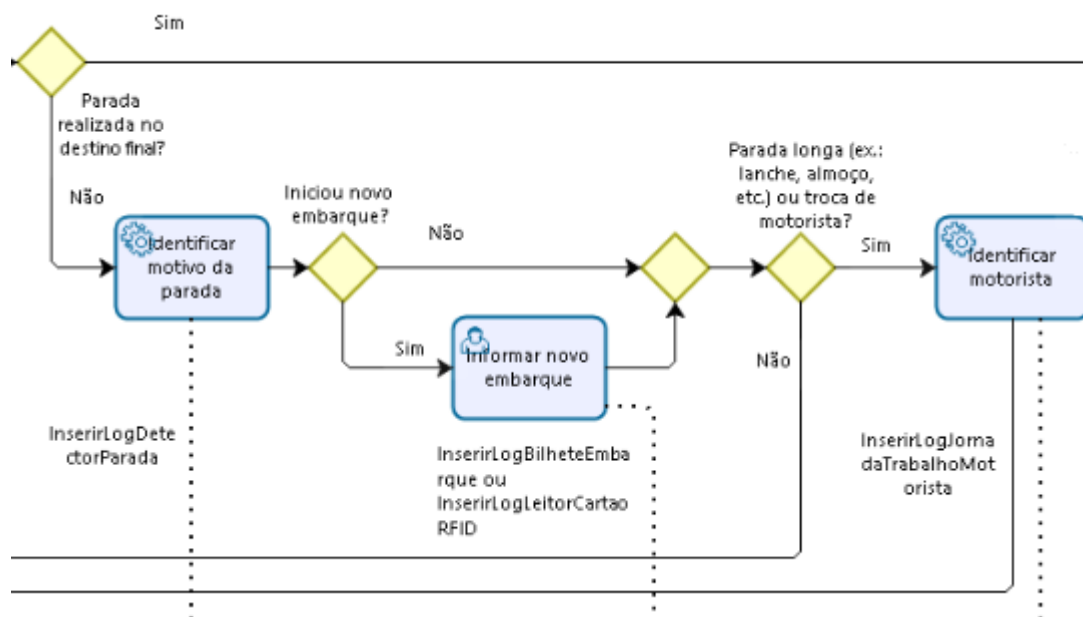 Sim
Parada
realizada no
destino final?
Não
Identificar
motivo da
parada
Iniciou novo
embarque?
Não
Sim
Informar novo
embarque
Parada longa (ex.:
lanche, almoço,
etc.) ou troca de
motorista?
Sim
Não
Identificar
motorista
InserirLogDete
ctorParada
InserirLogBilheteEmba
rque ou
InserirLogLeitorCartao
RFID
InserirLogJorna
daTrabalhoMot
orista